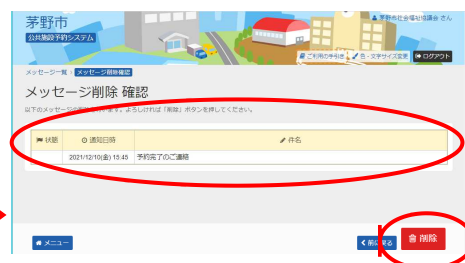 茅野市
公共施設予約システム
茅野市社会福祉協議会 さん
ご利用の手引き 色・文字サイズ変更 ログアウト
メッセージ一覧 メッセージ削除確認
メッセージ削除 確認
以下のメッセージの削除を行います。よろしければ「削除」ボタンを押してください。
状態 通知日時 件名
2021/12/10(金) 15:45 予約完了のご連絡
メニュー 前に戻る 削除